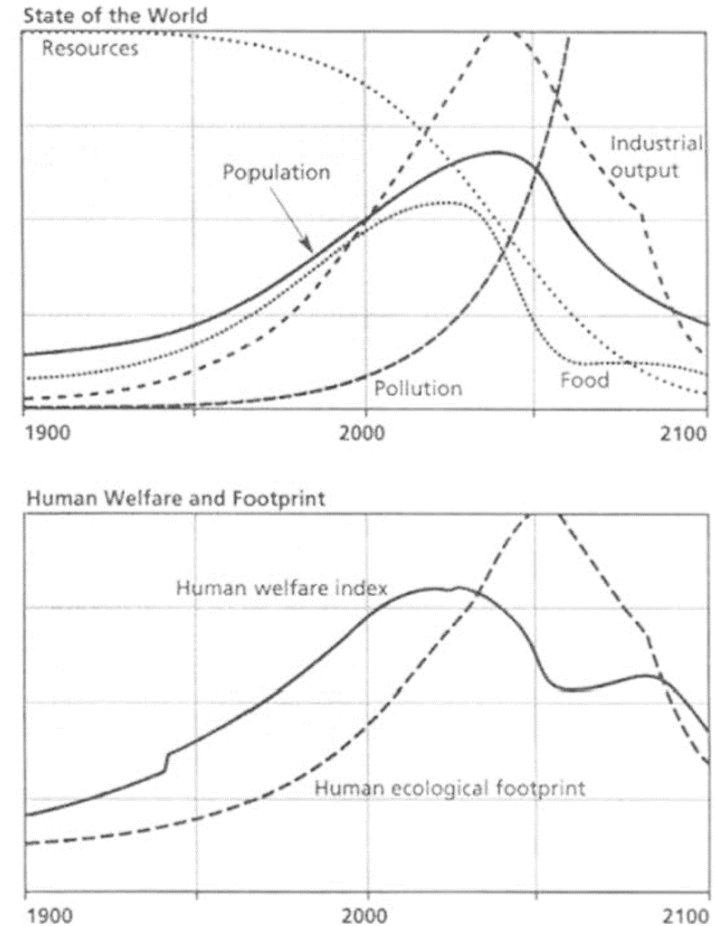 State of the World
Resources
Industrial
output
Population
Pollution
Food
1900
2000
2100
Human Welfare and Footprint
Human welfare index
Human ecological footprint
1900
2000
2100